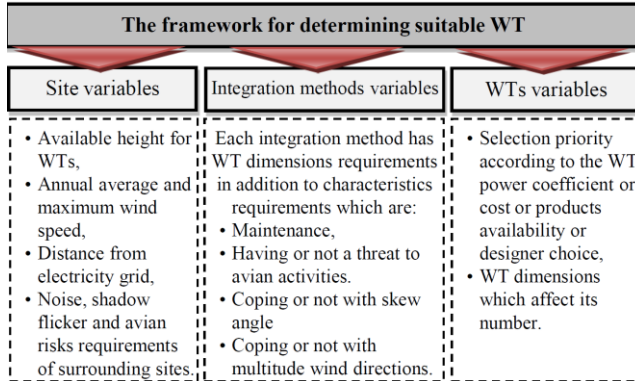 The framework for determining suitable WT
Site variables
Integration methods variables
WTs variables
• Available height for
WTs,
• Annual average and
maximum wind
speed,
• Distance from
electricity grid,
• Noise, shadow
flicker and avian
risks requirements
of surrounding sites.
Each integration method has
WT dimensions requirements
in addition to characteristics
requirements which are:
• Maintenance,
• Having or not a threat to
avian activities.
• Coping or not with skew
angle
• Coping or not with
multitude wind directions.
• Selection priority
according to the WT
power coefficient or
cost or products
availability or
designer choice,
• WT dimensions
which affect its
number.